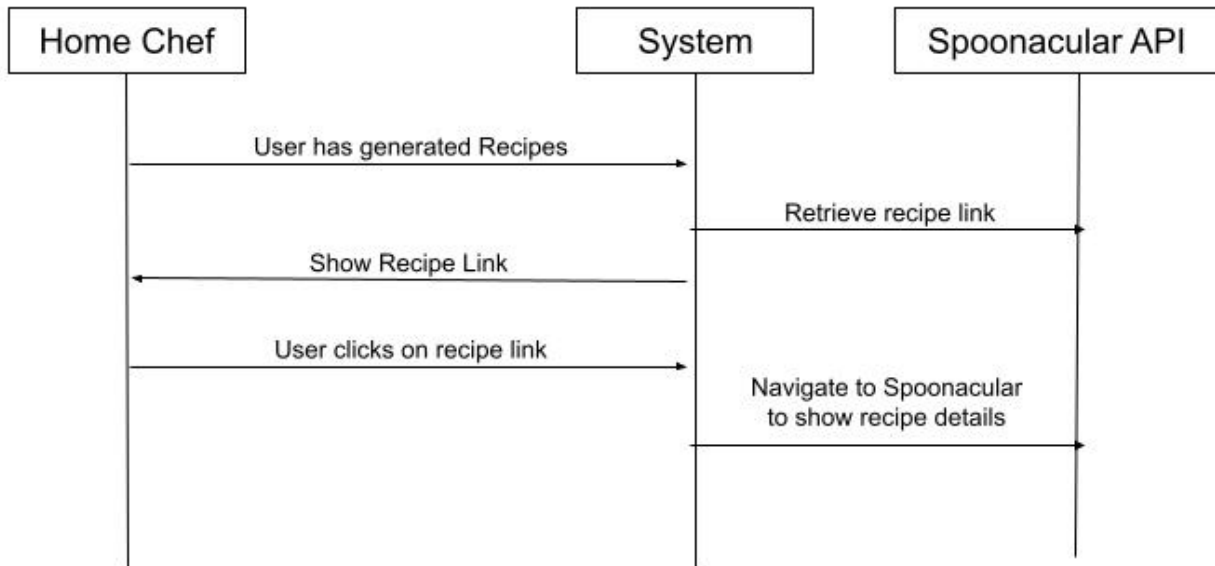 Home Chef
System
Spoonacular API
User has generated Recipes
Retrieve recipe link
Show Recipe Link
User clicks on recipe link
Navigate to Spoonacular
to show recipe details